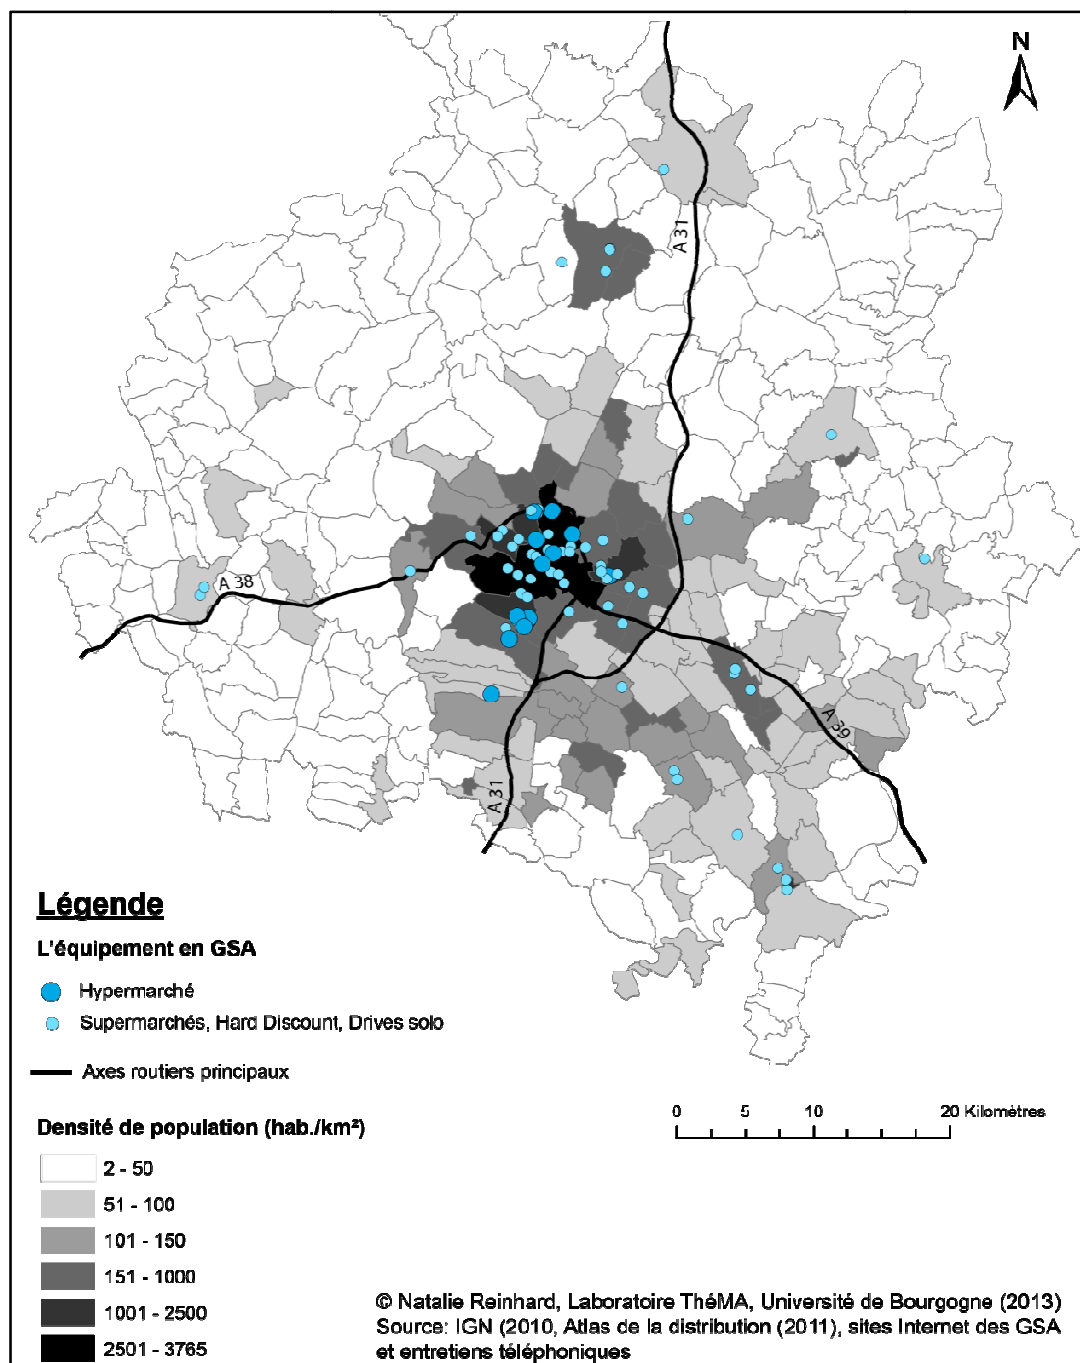 N
A 31
A 38
A 39
A 31
Légende
L'équipement en GSA
Hypermarché
Supermarchés, Hard Discount, Drives solo
Axes routiers principaux
0 5 10 20 Kilomètres
Densité de population (hab./km²)
2 - 50
51 - 100
101 - 150
151 - 1000
1001 - 2500
2501 - 3765
© Natalie Reinhard, Laboratoire ThéMA, Université de Bourgogne (2013)
Source: IGN (2010, Atlas de la distribution (2011), sites Internet des GSA
et entretiens téléphoniques